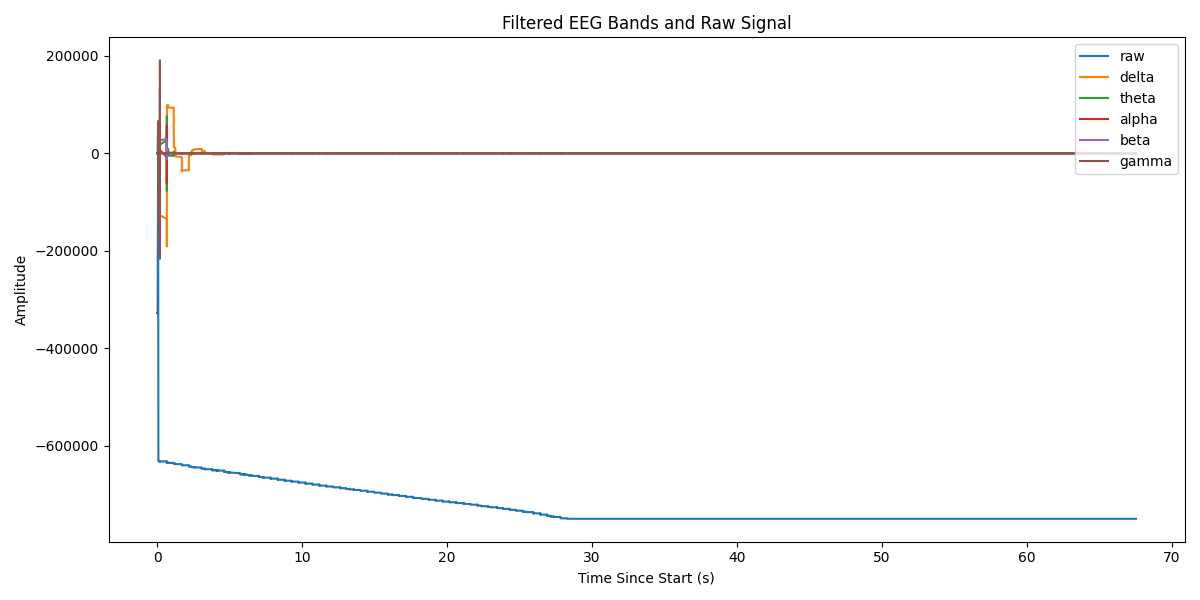 Filtered EEG Bands and Raw Signal
200000
0
−200000
−400000
−600000
Amplitude
raw
delta
theta
alpha
beta
gamma
0 10 20 30 40 50 60 70
Time Since Start (s)